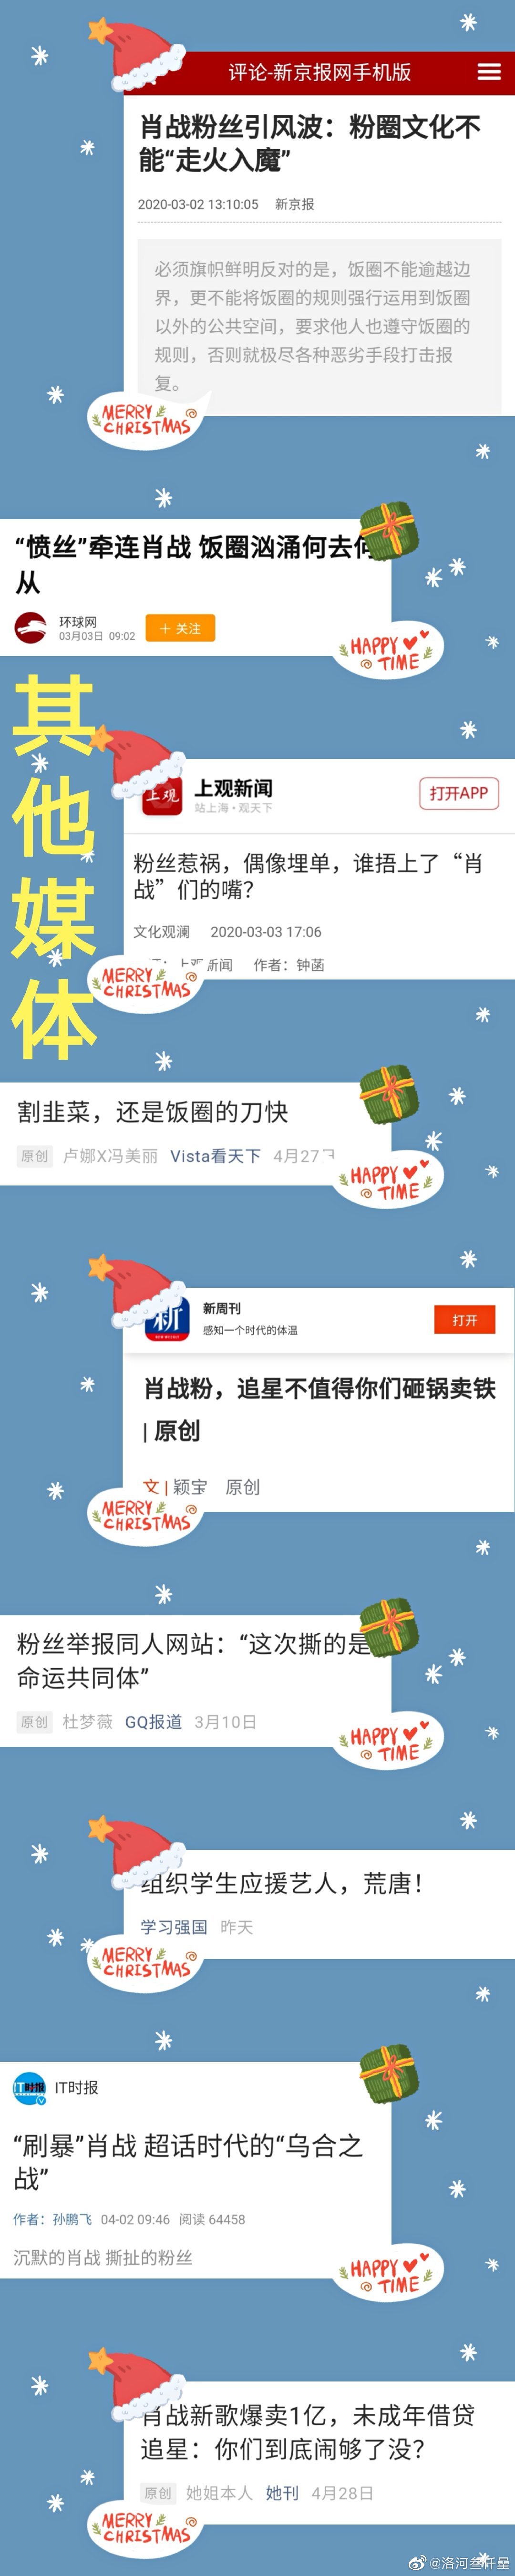 评论-新京报网手机版
肖战粉丝引风波：粉圈文化不
能“走火入魔”
2020-03-02 13:10:05 新京报
必须旗帜鲜明反对的是，饭圈不能逾越边
界，更不能将饭圈的规则强行运用到饭圈
以外的公共空间，要求他人也遵守饭圈的
规则，否则就极尽各种恶劣手段打击报
复。
MERRY
CHRISTMAS
“愤丝”牵连肖战 饭圈汹涌何去何
从
环球网
03月03日 09:02
＋ 关注
HAPPY
TIME
其他媒体
上观
上观新闻
站上海·观天下
打开APP
粉丝惹祸，偶像埋单，谁捂上了“肖
战”们的嘴？
文化观澜 2020-03-03 17:06
上观新闻 作者：钟菡
MERRY
CHRISTMAS
割韭菜，还是饭圈的刀快
原创 卢娜X冯美丽 Vista看天下 4月27日
HAPPY
TIME
新
新周刊
感知一个时代的体温
打开
肖战粉，追星不值得你们砸锅卖铁
| 原创
文 | 颖宝 原创
MERRY
CHRISTMAS
粉丝举报同人网站：“这次撕的是
命运共同体”
原创 杜梦薇 GQ报道 3月10日
HAPPY
TIME
组织学生应援艺人，荒唐！
学习强国 昨天
MERRY
CHRISTMAS
IT时报
IT时报
“刷暴”肖战 超话时代的“乌合之
战”
作者：孙鹏飞 04-02 09:46 阅读 64458
沉默的肖战 撕扯的粉丝
HAPPY
TIME
肖战新歌爆卖1亿，未成年借贷
追星：你们到底闹够了没？
原创 她姐本人 她刊 4月28日
MERRY
CHRISTMAS
@洛河叁仟量